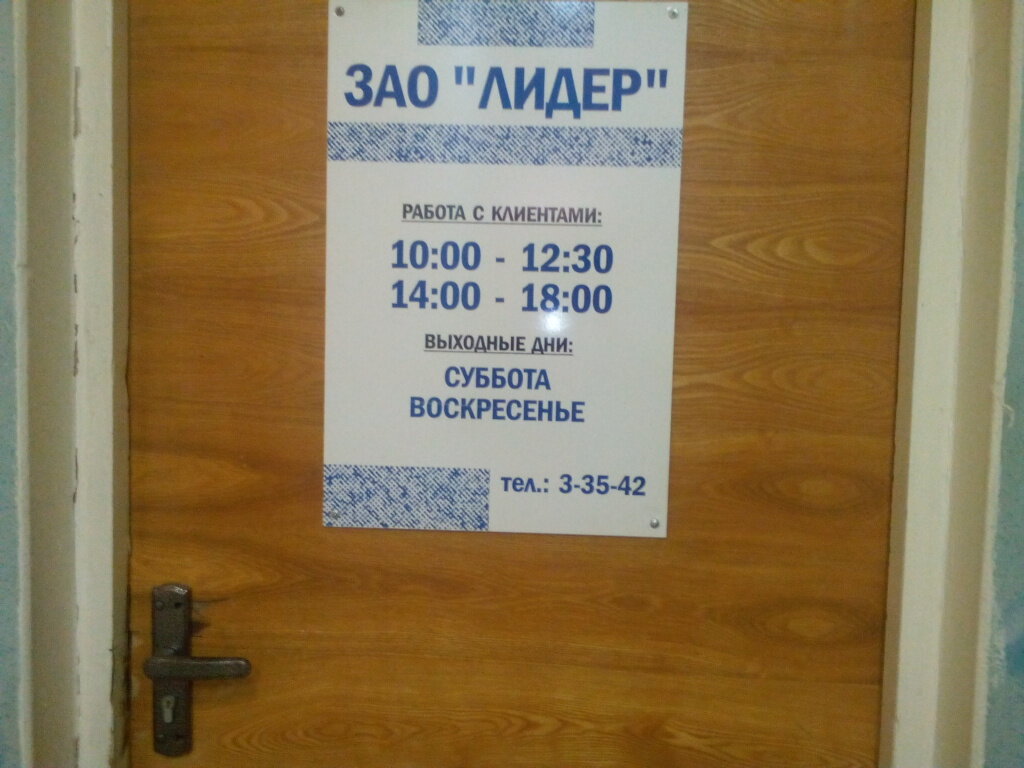 ЗАО "ЛИДЕР"
РАБОТА С КЛИЕНТАМИ:
10:00 - 12:30
14:00 - 18:00
ВЫХОДНЫЕ ДНИ:
СУББОТА
ВОСКРЕСЕНЬЕ
тел.: 3-35-42